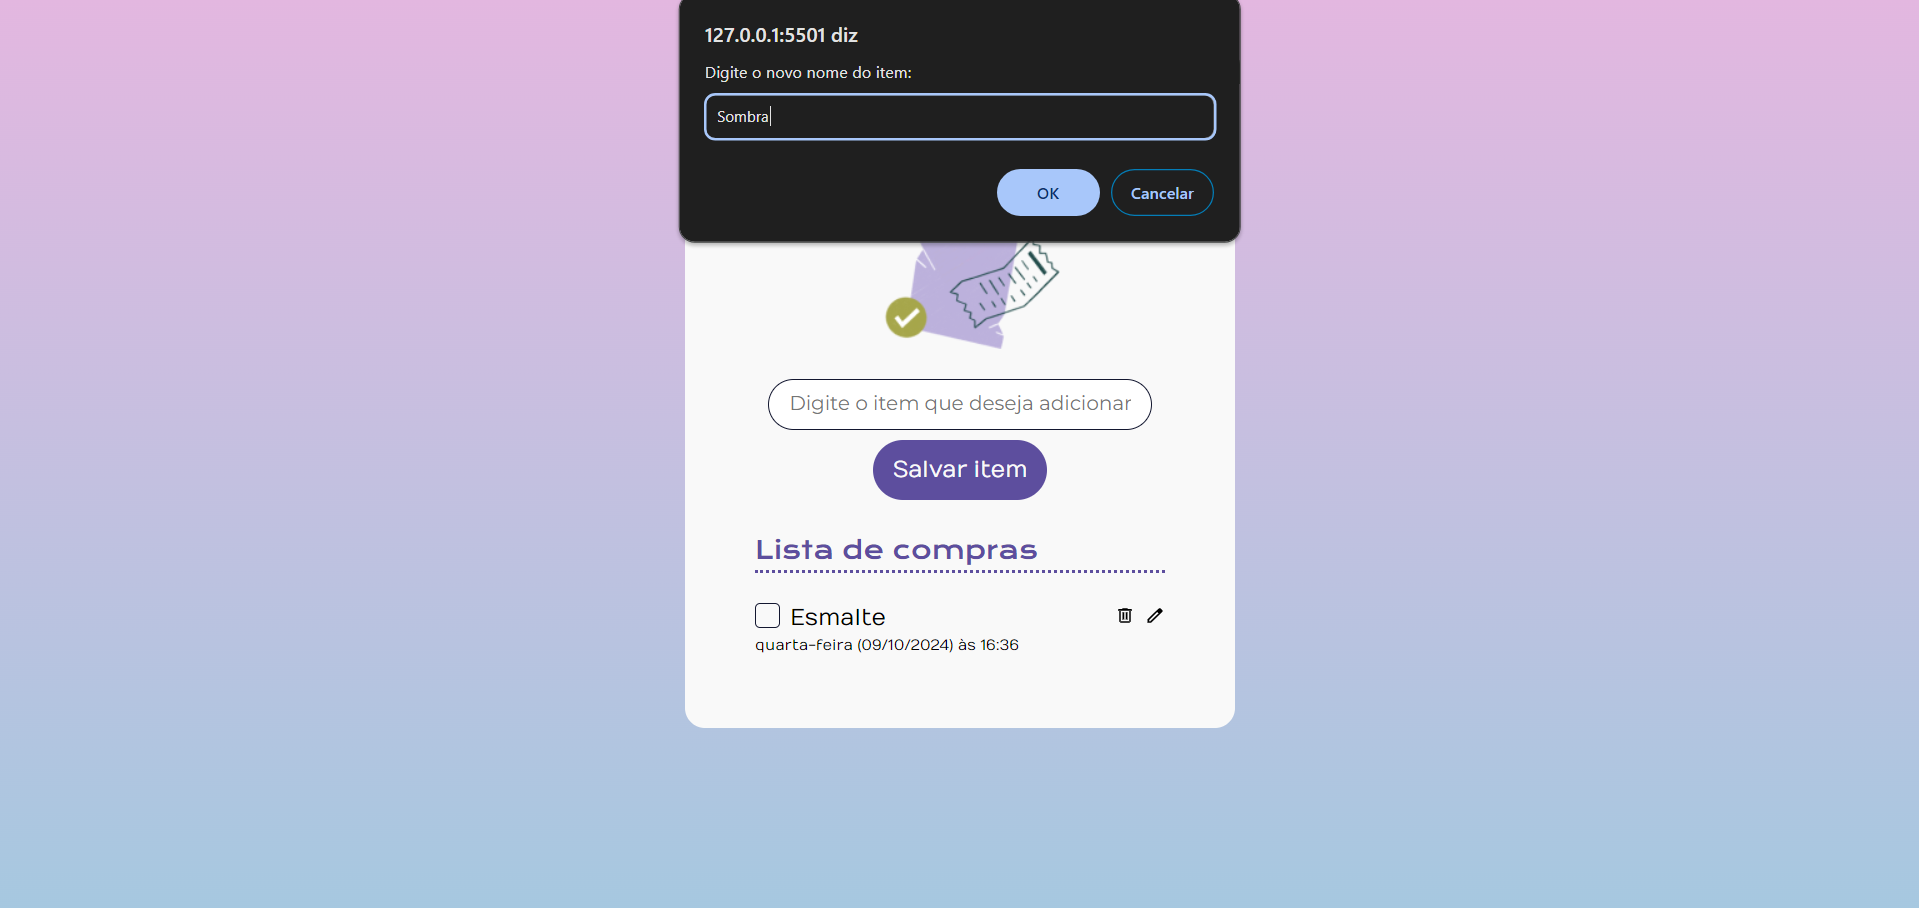 127.0.0.1:5501 diz
Digite o novo nome do item:
Sombra
OK
Cancelar
Digite o item que deseja adicionar
Salvar item
Lista de compras
Esmalte
quarta-feira (09/10/2024) às 16:36